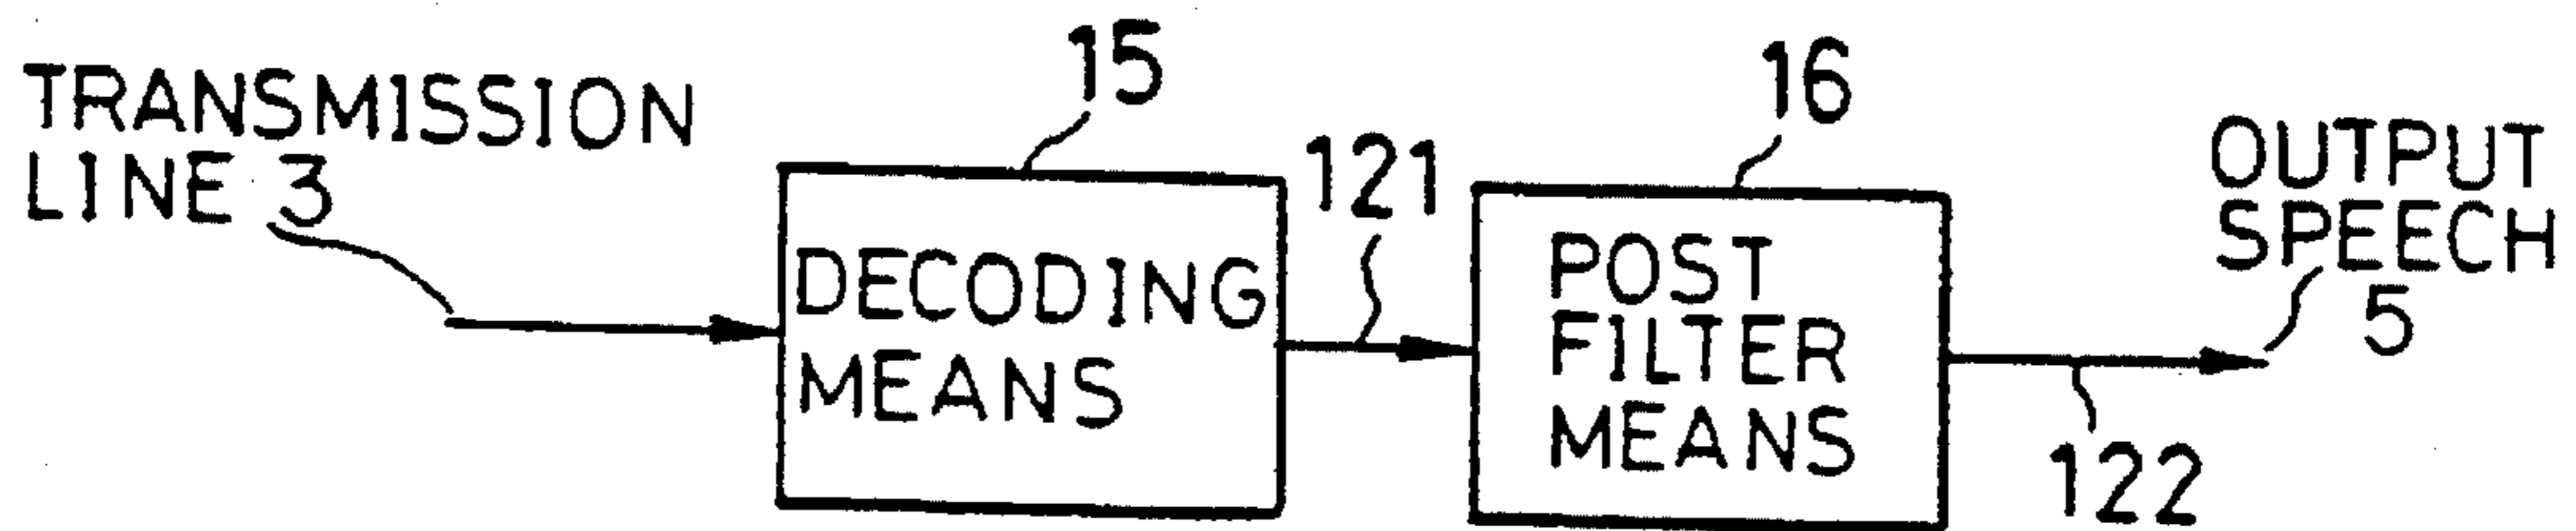 TRANSMISSION
LINE 3
15
DECODING
MEANS
121
16
POST
FILTER
MEANS
122
OUTPUT
SPEECH
5